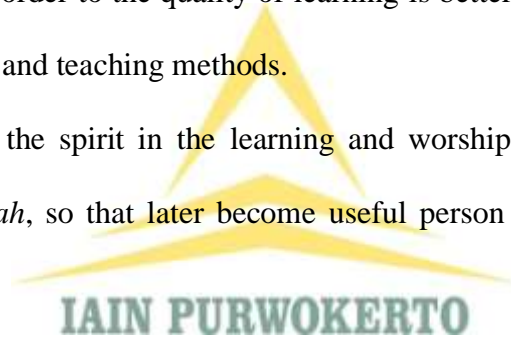 order to the quality of learning is better
and teaching methods.
the spirit in the learning and worship
ah, so that later become useful person
IAIN PURWOKERTO